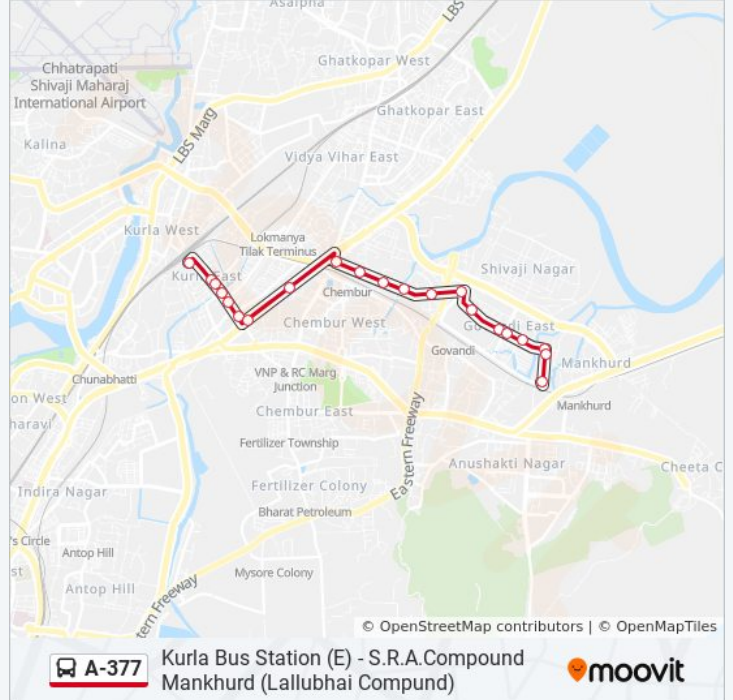 Asalpha
LBS
Ghatkopar West
Chhatrapati
Shivaji Maharaj
International Airport
Ghatkopar East
LBS Marg
Kalina
Vidya Vihar East
Kurla West
Lokmanya
Tilak Terminus
Kurla East
Shivaji Nagar
Chembur
Chembur West
Govandi East
Govandi
Mankhurd
Chunabhatti
VNP & RC Marg
Junction
on West
Mankhurd
haravi
Chembur East
Eastern Freeway
Fertilizer Township
Anushakti Nagar
Cheeta C
Indira Nagar
Fertilizer Colony
Bharat Petroleum
's Circle
Antop Hill
st
Mysore Colony
Antop Hill
tern Freeway
© OpenStreetMap contributors | © OpenMapTiles
A-377
Kurla Bus Station (E) - S.R.A.Compound
Mankhurd (Lallubhai Compund)
moovit